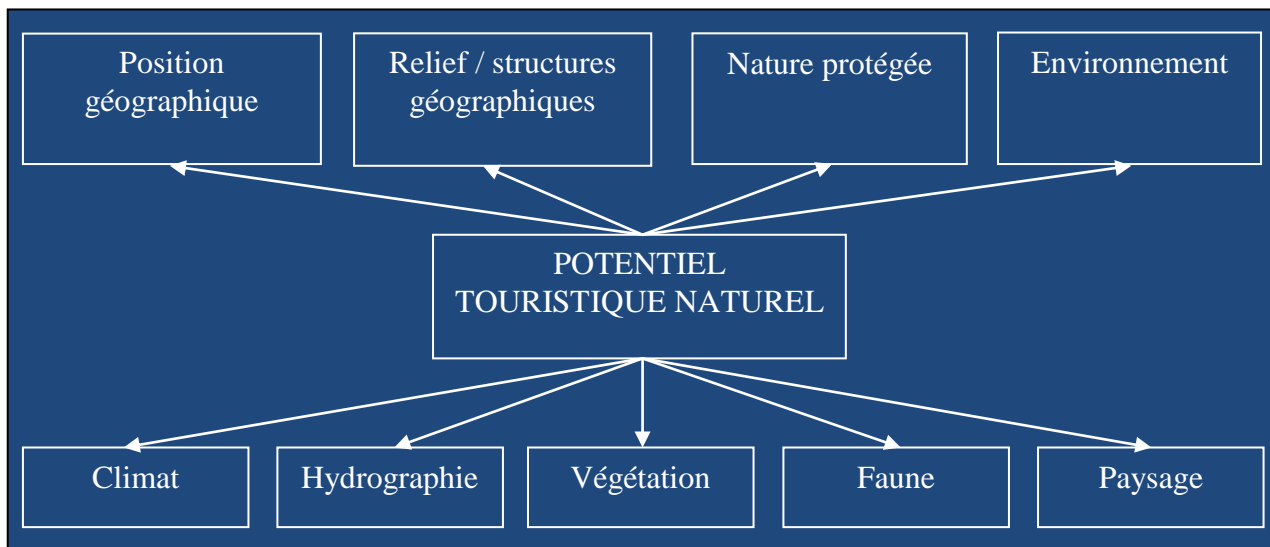 Position
géographique
Relief / structures
géographiques
Nature protégée
Environnement
POTENTIEL
TOURISTIQUE NATUREL
Climat
Hydrographie
Végétation
Faune
Paysage